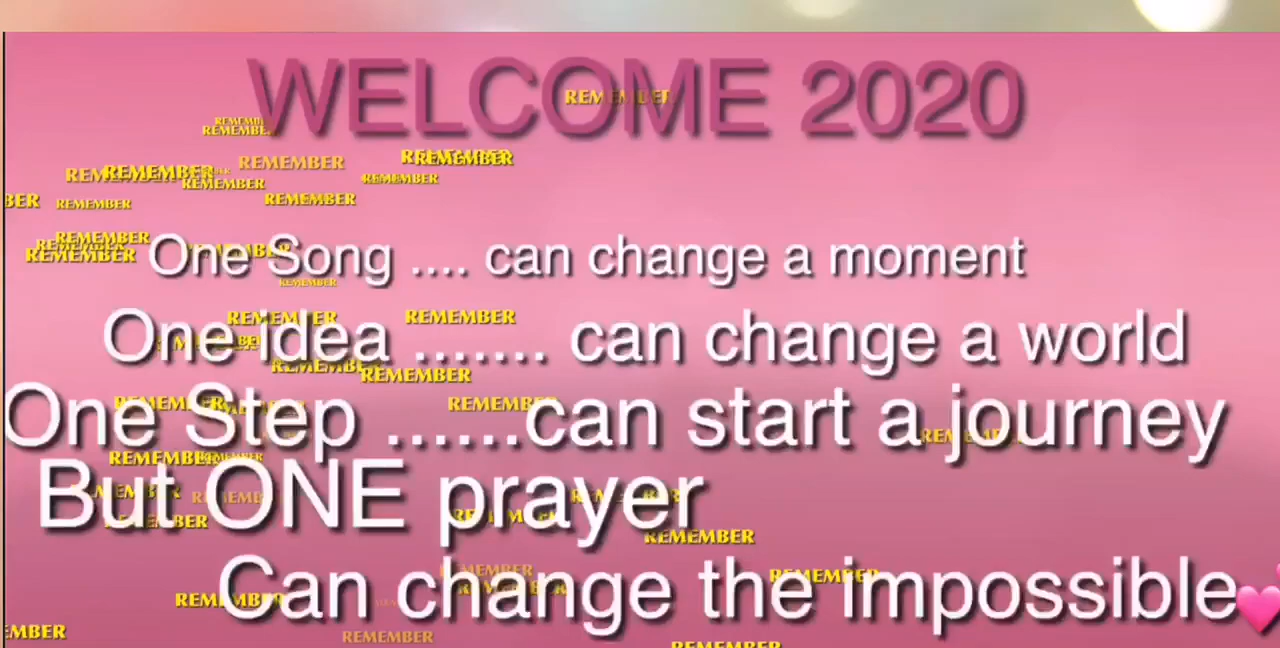 WELCOME 2020
REMEMBER
One Song .... can change a moment
One idea ....... can change a world
One Step ......can start a journey
But ONE prayer
Can change the impossible💕